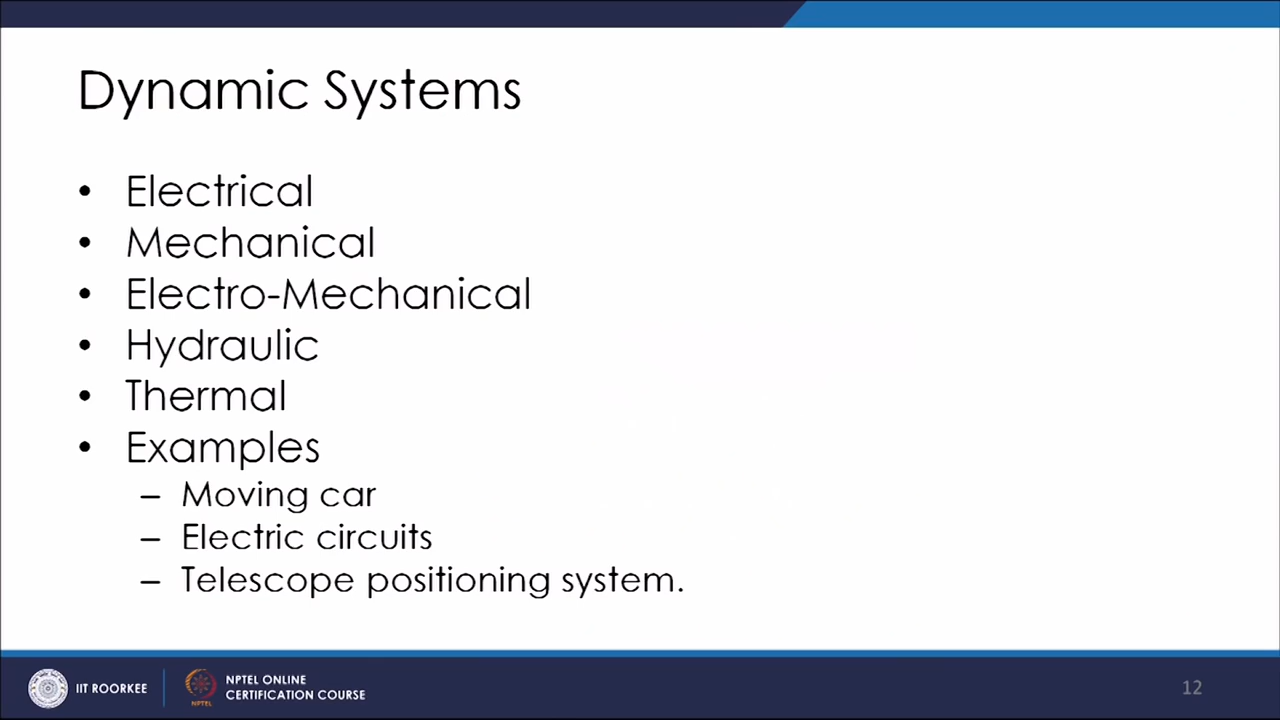 Dynamic Systems
• Electrical
• Mechanical
• Electro-Mechanical
• Hydraulic
• Thermal
• Examples
– Moving car
– Electric circuits
– Telescope positioning system.
IIT ROORKEE
NPTEL
NPTEL ONLINE
CERTIFICATION COURSE
12